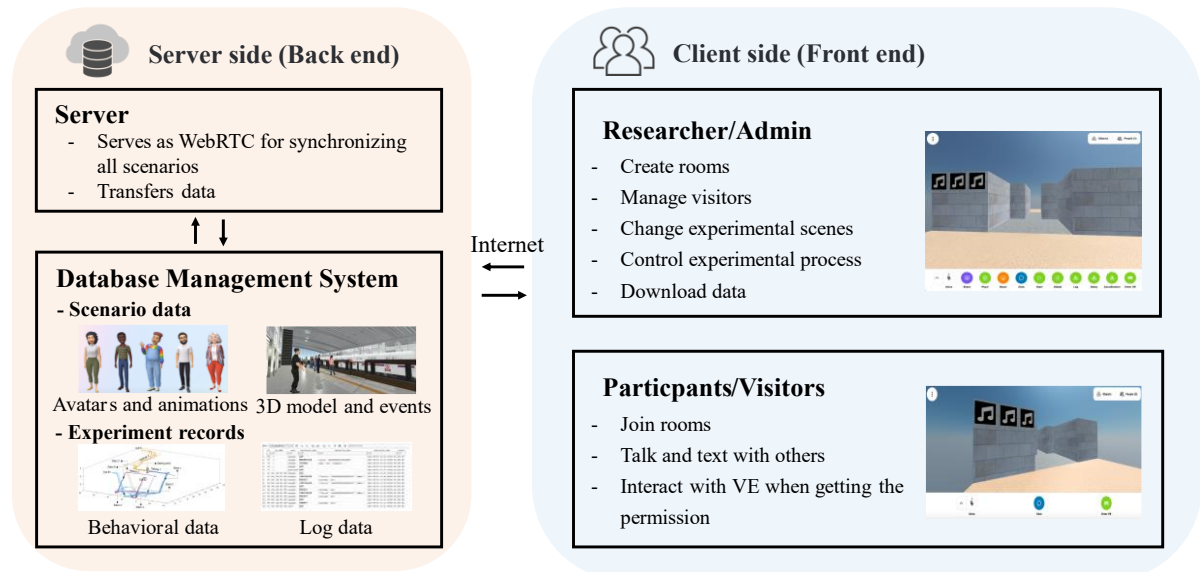 Server side (Back end)
Server
- Serves as WebRTC for synchronizing
all scenarios
- Transfers data
Database Management System
- Scenario data
Avatars and animations
3D model and events
- Experiment records
Behavioral data
Log data
Internet
Client side (Front end)
Researcher/Admin
- Create rooms
- Manage visitors
- Change experimental scenes
- Control experimental process
- Download data
Particpants/Visitors
- Join rooms
- Talk and text with others
- Interact with VE when getting the
permission